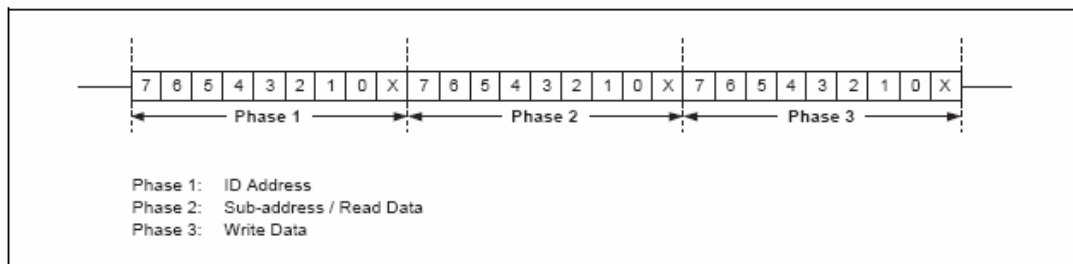 7 6 5 4 3 2 1 0 X 7 6 5 4 3 2 1 0 X 7 6 5 4 3 2 1 0 X
Phase 1 Phase 2 Phase 3
Phase 1: ID Address
Phase 2: Sub-address / Read Data
Phase 3: Write Data